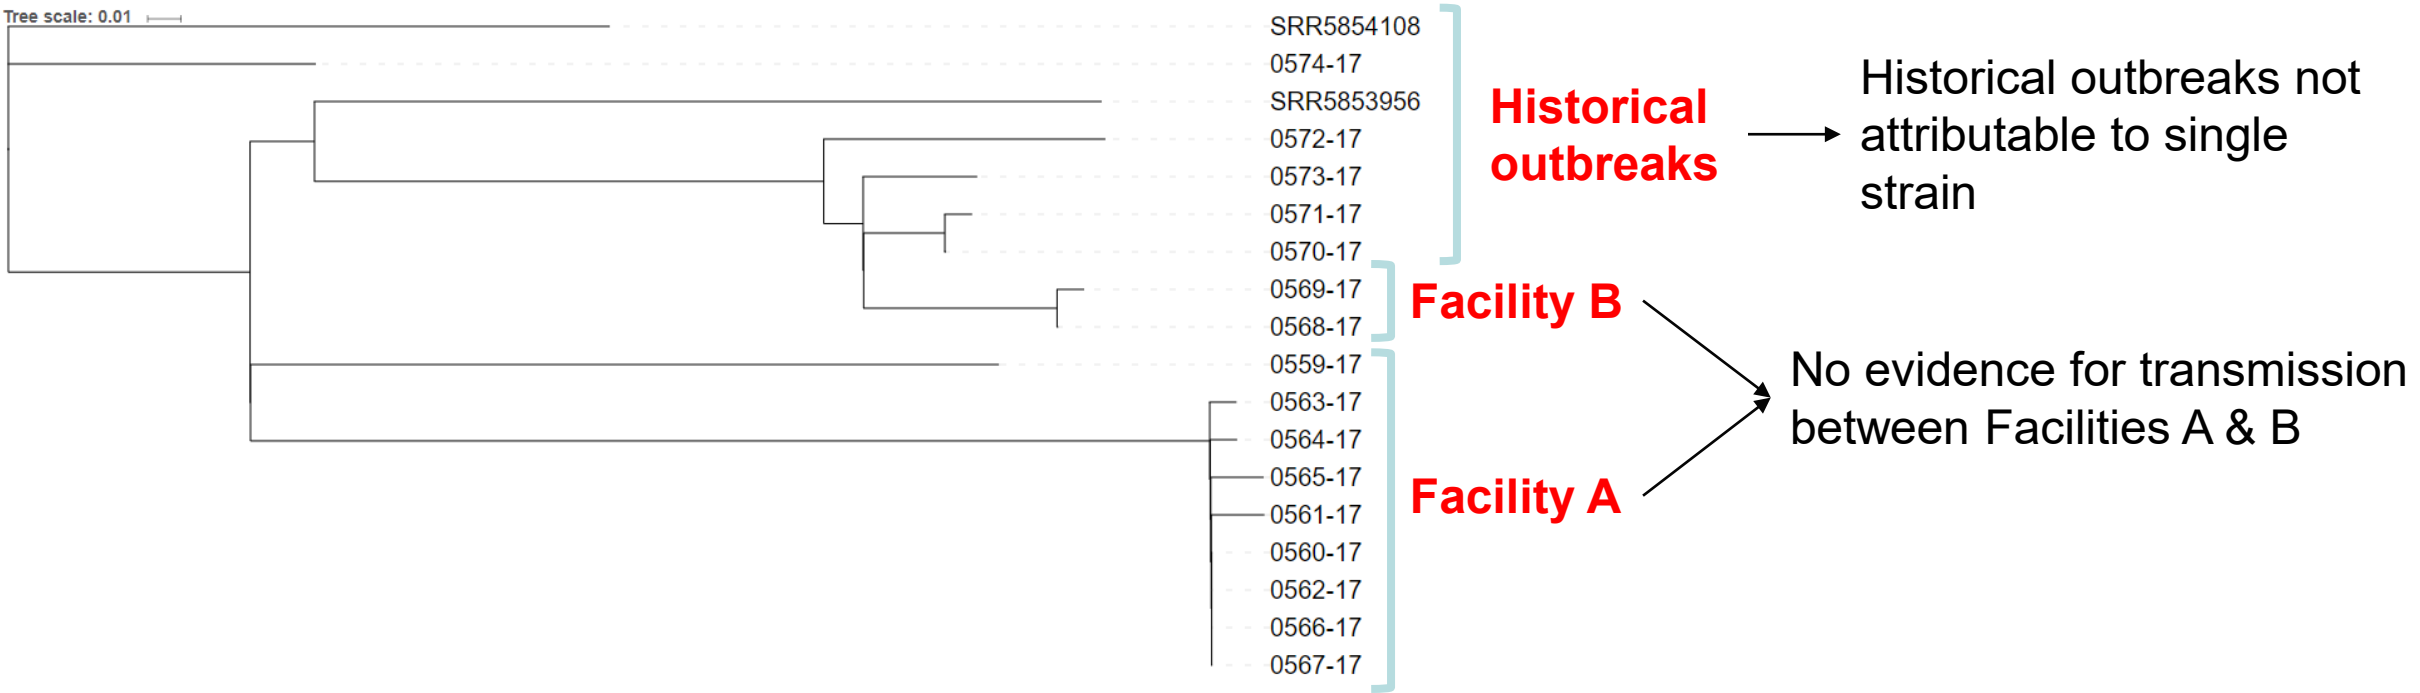 Tree scale: 0.01
SRR5854108
0574-17
SRR5853956
0572-17
0573-17
0571-17
0570-17
0569-17
0568-17
0559-17
0563-17
0564-17
0565-17
0561-17
0560-17
0562-17
0566-17
0567-17
Historical
outbreaks
Historical outbreaks not
attributable to single
strain
Facility B
Facility A
No evidence for transmission
between Facilities A & B